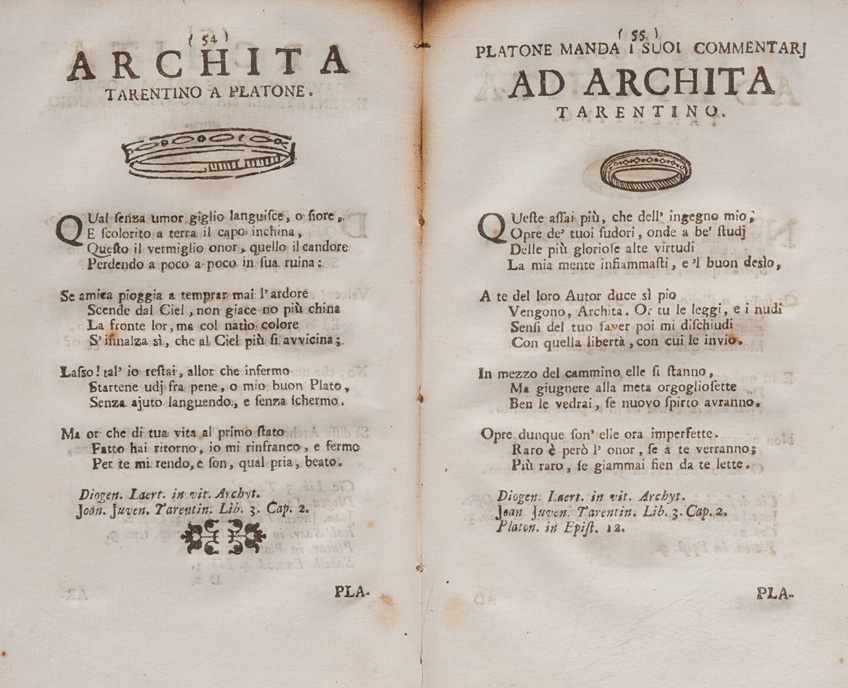 ( 54 )
ARCHITA
TARENTINO A PLATONE.
QUal ſenza umor giglio languiſce, o fiore,
E ſcolorito a terra il capo inchina,
Queſto il vermiglio onor, quello il candore
Perdendo a poco a poco in ſua ruina:
Se amica pioggia a temprar mai l'ardore
Scende dal Ciel, non giace no più china
La fronte lor, ma col natìo colore
S'innalza sì, che al Ciel più ſi avvicina;
Laſſo! tal' io reſtai, allor che infermo
Startene udj fra pene, o mio buon Plato,
Senza ajuto languendo, e ſenza ſchermo.
Ma or che di tua vita al primo ſtato
Fatto hai ritorno, io mi rinfranco, e fermo
Per te mi rendo, e ſon, qual pria, beato.
Diogen. Laert. in vit. Archyt.
Joan. Juven. Tarentin. Lib. 3. Cap. 2.
PLA-
( 55 )
PLATONE MANDA I SUOI COMMENTARJ
AD ARCHITA
TARENTINO.
QUeſte aſſai più, che dell' ingegno mio,
Opre de' tuoi ſudori, onde a be' ſtudj
Delle più glorioſe alte virtudi
La mia mente infiammaſti, e 'l buon desìo,
A te del loro Autor duce sì pio
Vengono, Archita. Or tu le leggi, e i nudi
Senſi del tuo ſaver poi mi diſchiudi
Con quella libertà, con cui le invio.
In mezzo del cammino elle ſi ſtanno,
Ma giugnere alla meta orgoglioſette
Ben le vedrai, ſe nuovo ſpirto avranno.
Opre dunque ſon' elle ora imperfette.
Raro è però l' onor, ſe a te verranno;
Più raro, ſe giammai fien da te lette.
Diogen. Laert. in vit. Archyt.
Joan Juven. Tarentin. Lib. 3. Cap. 2.
Platon. in Epiſt. 12.
PLA-